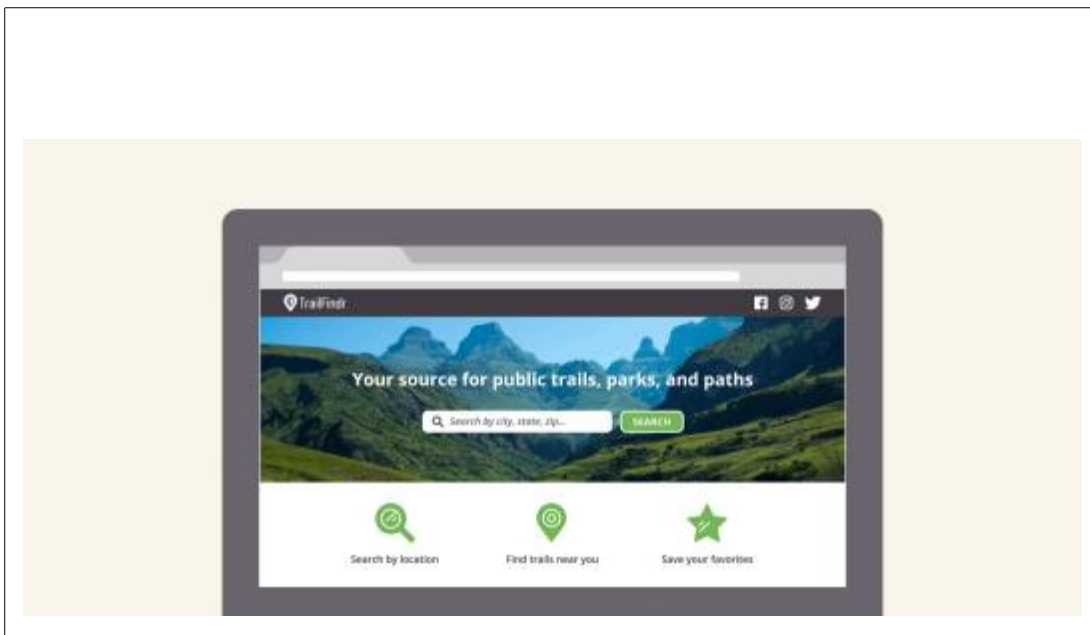 TrailFindr
Your source for public trails, parks, and paths
Search by city, state, zip...
SEARCH
Search by location
Find trails near you
Save your favorites